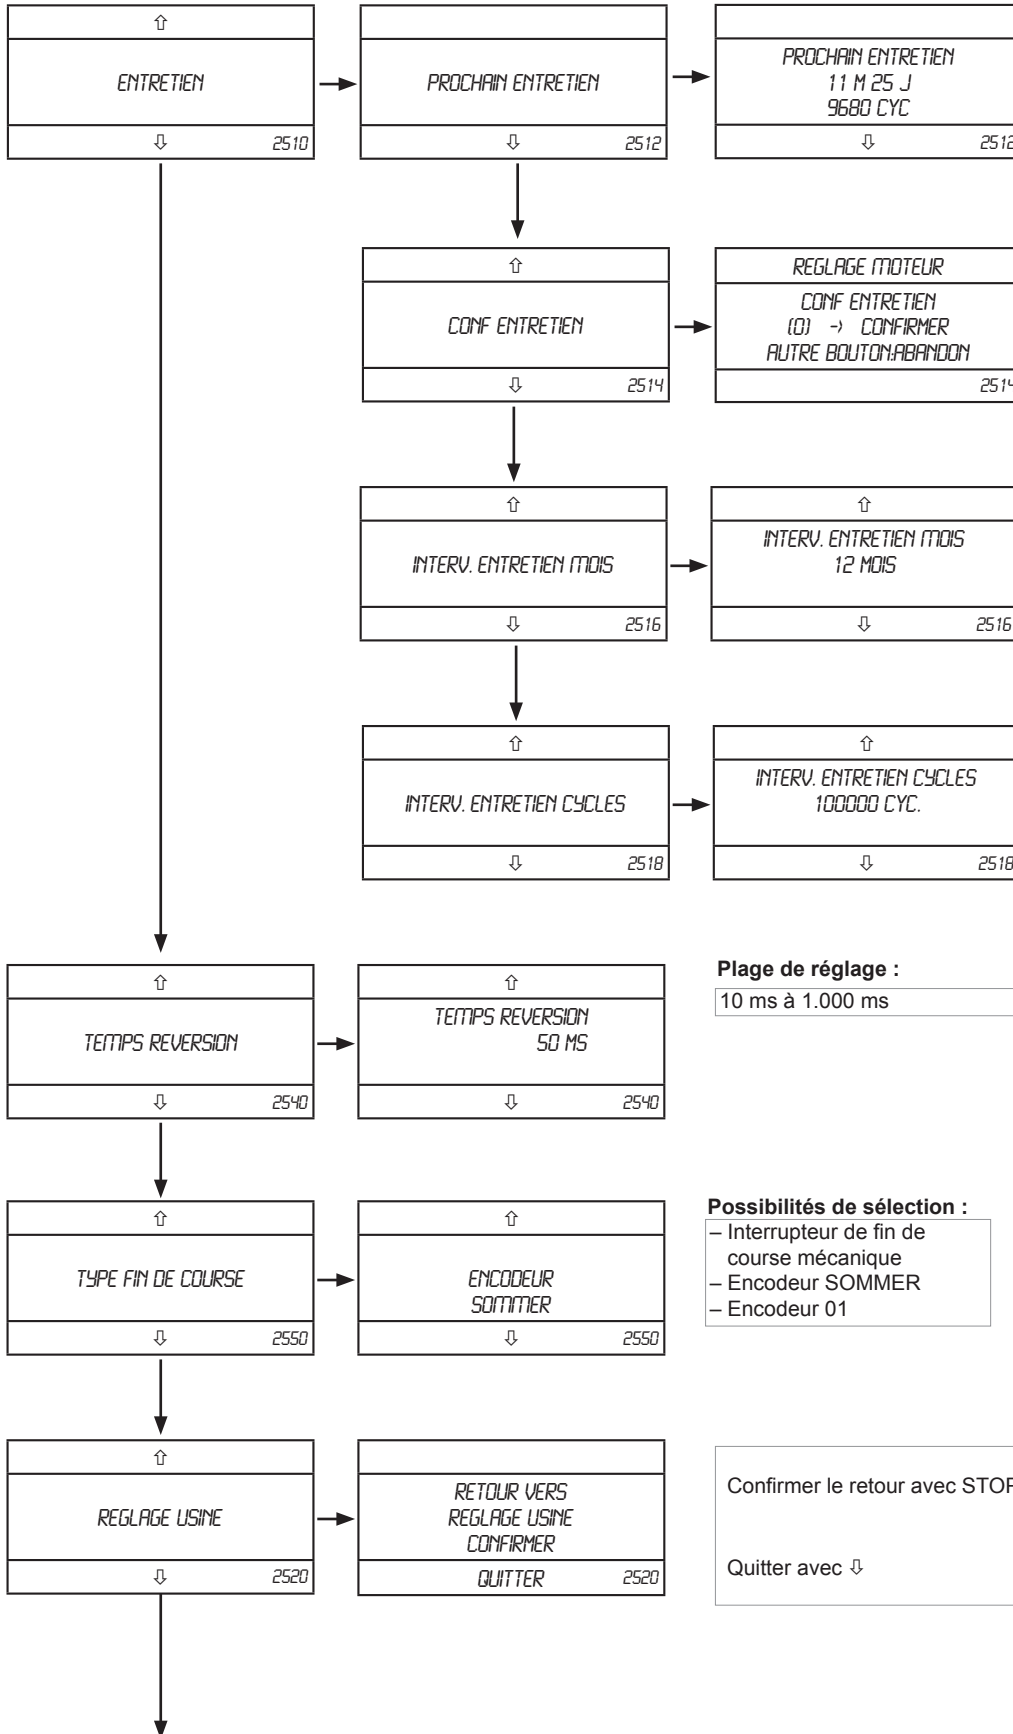 ⇧
ENTRETIEN
⇩ 2510
PROCHAIN ENTRETIEN
⇩ 2512
PROCHAIN ENTRETIEN
11 M 25 J
9680 CYC
⇩ 2512
⇧
CONF ENTRETIEN
⇩ 2514
REGLAGE MOTEUR
CONF ENTRETIEN
(0) -> CONFIRMER
AUTRE BOUTON:ABANDON
2514
⇧
INTERV. ENTRETIEN MOIS
⇩ 2516
⇧
INTERV. ENTRETIEN MOIS
12 MOIS
⇩ 2516
⇧
INTERV. ENTRETIEN CYCLES
⇩ 2518
⇧
INTERV. ENTRETIEN CYCLES
100000 CYC.
⇩ 2518
⇧
TEMPS REVERSION
⇩ 2540
⇧
TEMPS REVERSION
50 MS
⇩ 2540
Plage de réglage :
10 ms à 1.000 ms
⇧
TYPE FIN DE COURSE
⇩ 2550
⇧
ENCODEUR
SOMMER
⇩ 2550
Possibilités de sélection :
– Interrupteur de fin de
course mécanique
– Encodeur SOMMER
– Encodeur 01
⇧
REGLAGE USINE
⇩ 2520
RETOUR VERS
REGLAGE USINE
CONFIRMER
QUITTER 2520
Confirmer le retour avec STOP
Quitter avec ⇩